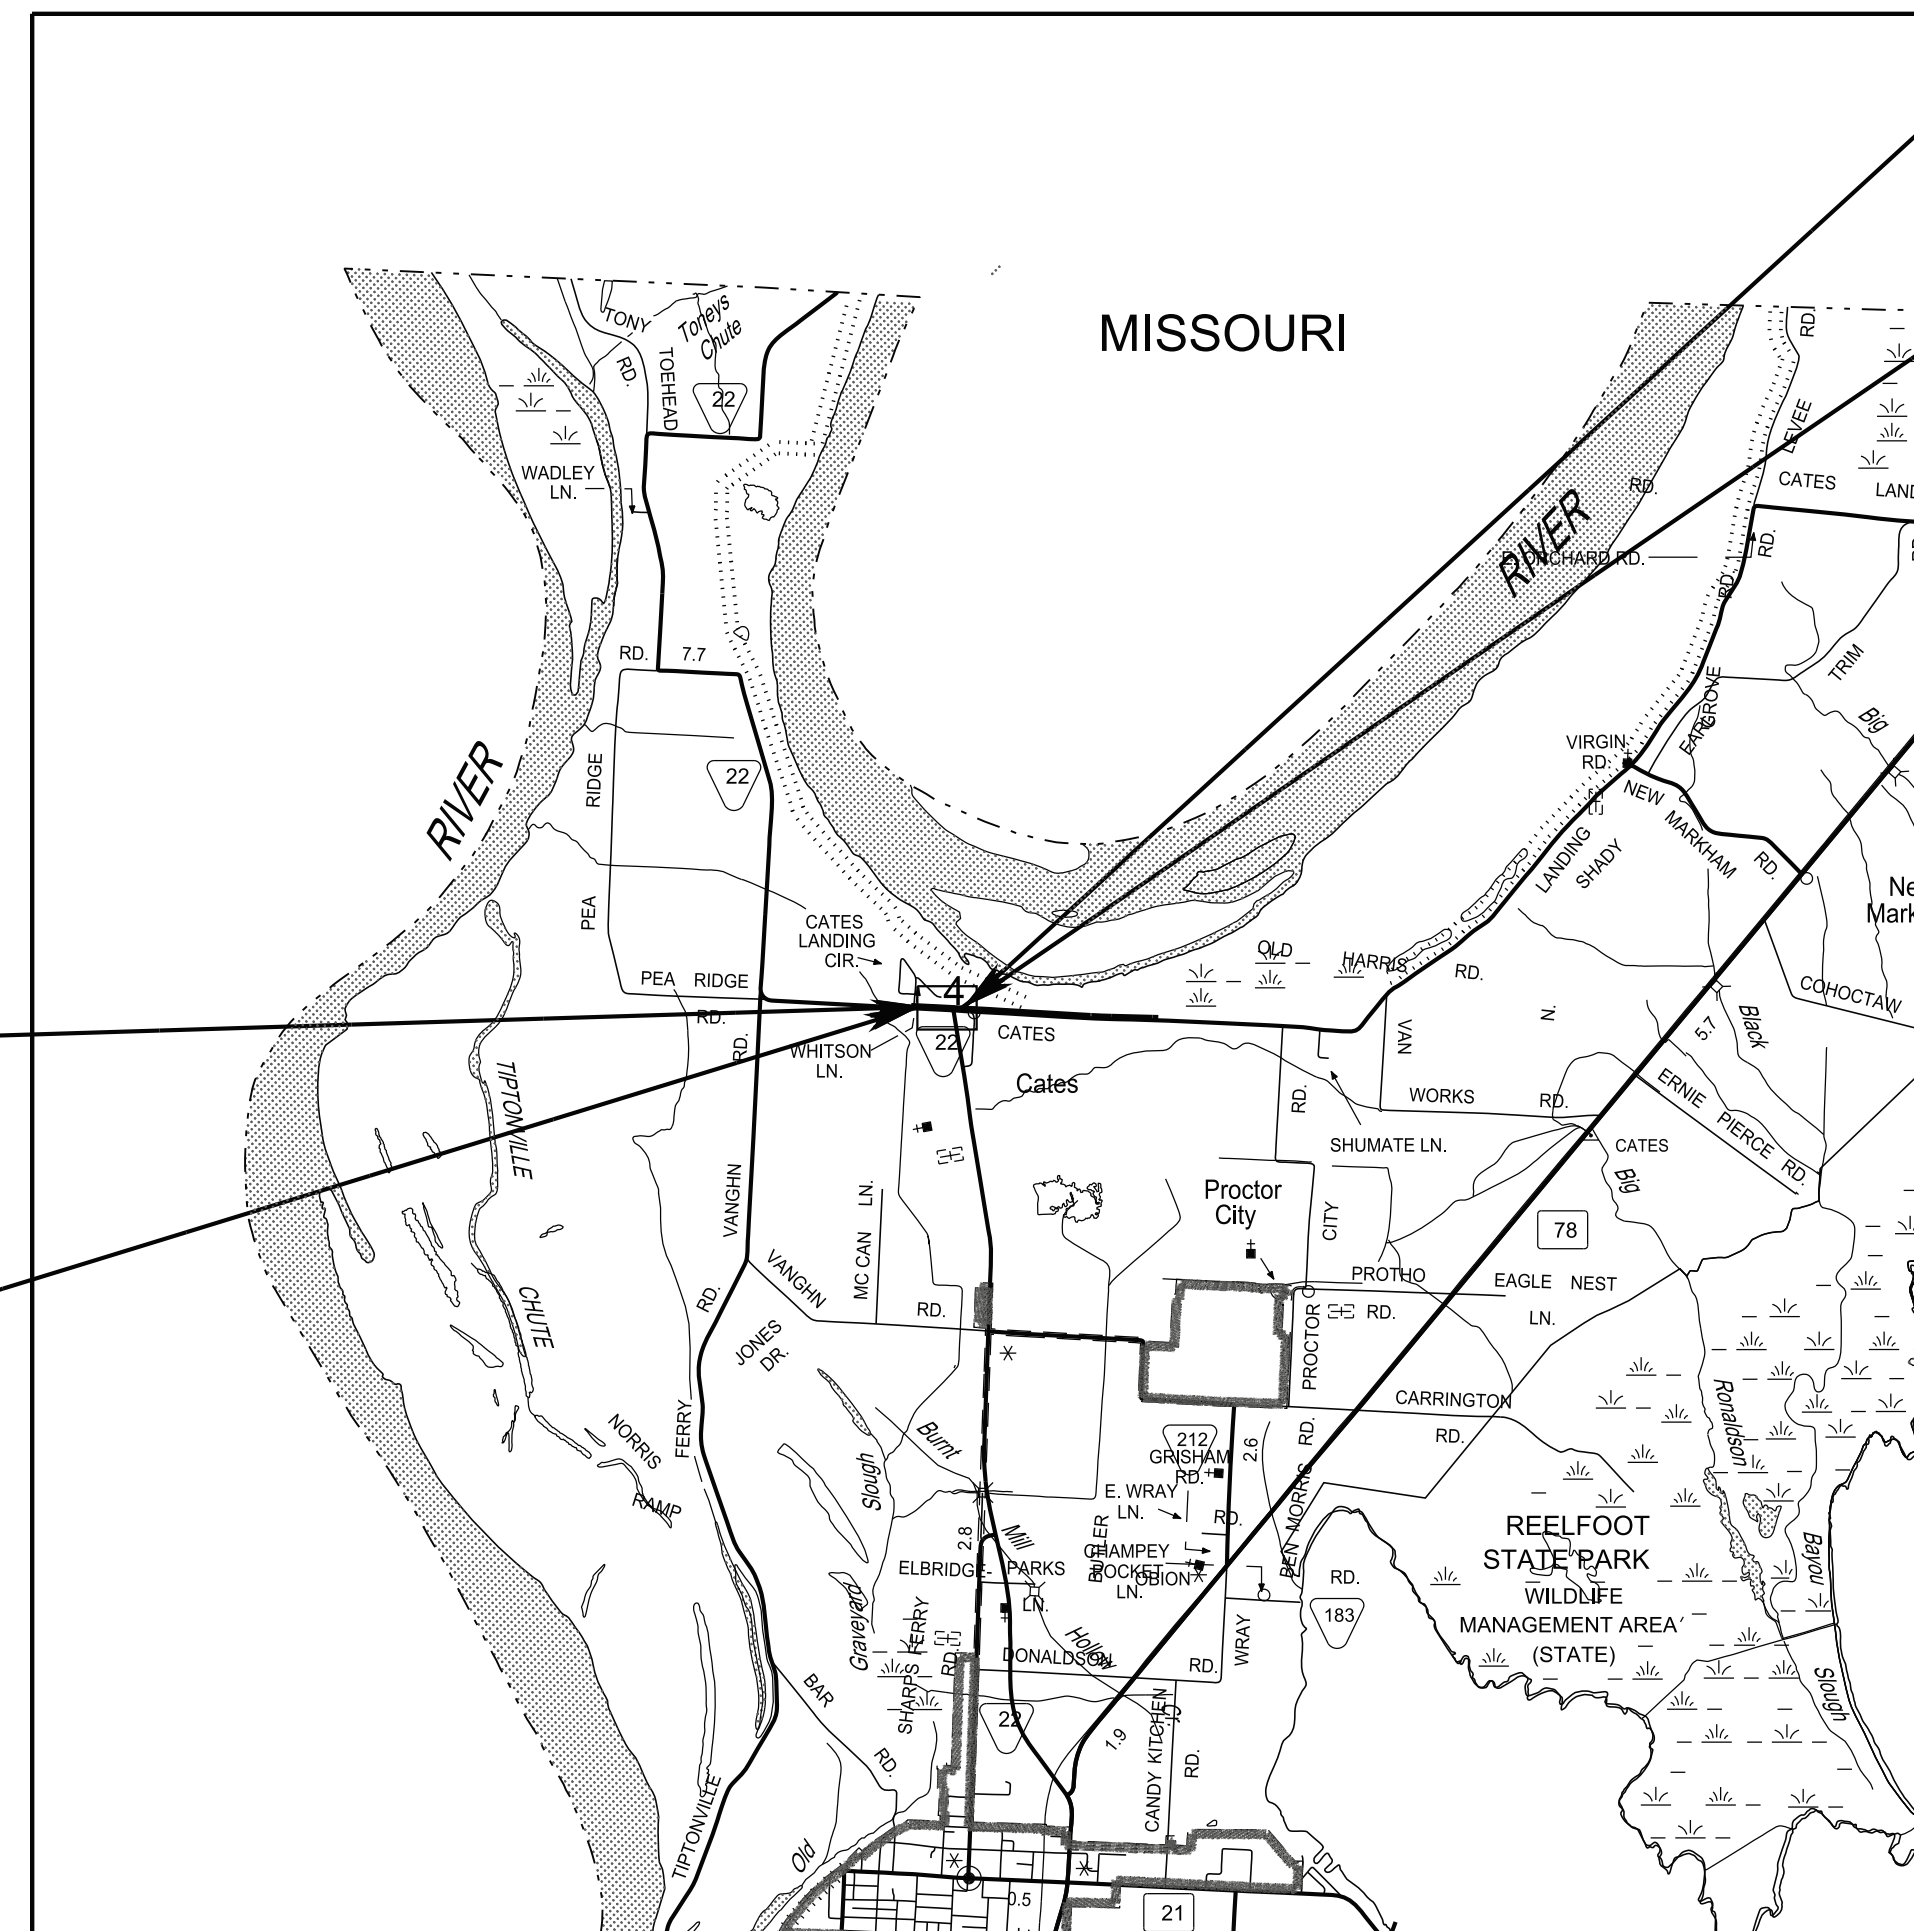 MISSOURI
TONY
RD.
Toneys
Chute
TOEHEAD
22
RD.
LEVEE
WADLEY
LN.
RD.
CATES
RIVER
ORCHARD RD.
RD.
RD.
RD.
7.7
TRIM
Big
FARGROVE
VIRGIN
RD.
RIVER
RIDGE
22
NEW
MARKHAM
RD.
LANDING
SHADY
PEA
CATES
LANDING
CIR.
OLD
HARRIS
RD.
PEA RIDGE
RD.
RD.
4
COHOCTAW
N.
Black
5.7
CATES
22
VAN
WHITSON
LN.
Cates
TIPTONVILLE
RD.
WORKS
RD.
ERNIE
PIERCE
RD.
SHUMATE LN.
CATES
Big
VANGHN
LN.
MC CAN
Proctor
City
CITY
78
VANGHN
RD.
RD.
PROTHO
RD.
EAGLE NEST
LN.
CHUTE
JONES
DR.
PROCTOR
CARRINGTON
RD.
Ronaldson
NORRIS
RAMP
FERRY
Burnt
Slough
212
GRISHAM
RD.
2.6
RD.
E. WRAY
LN.
RD.
BEN MORRIS
REELFOOT
STATE PARK
WILDLIFE
MANAGEMENT AREA
(STATE)
2.8
Mill
BUTLER
CHAMPEY
POCKET
LN.
OBION
RD.
183
Bayou
ELBRIDGE-
PARKS
LN.
Graveyard
SHARPS FERRY
RD.
Hollow
DONALDSON
RD.
WRAY
Slough
BAR
RD.
22
1.9
CANDY KITCHEN
RD.
TIPTONVILLE
Old
0.5
21